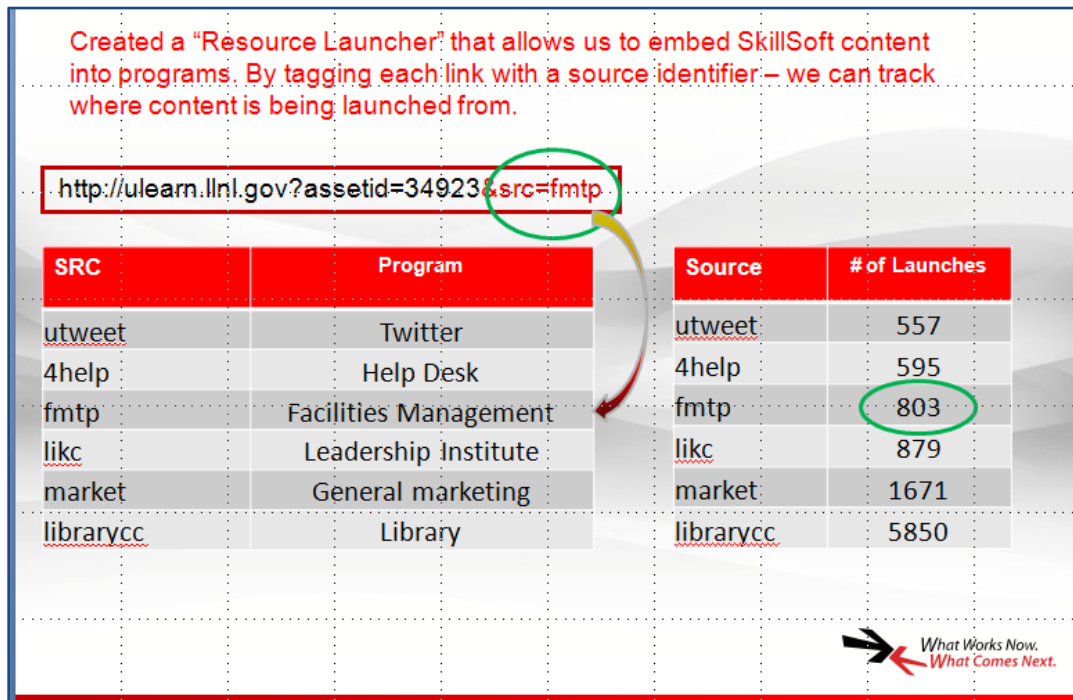 Created a “Resource Launcher” that allows us to embed SkillSoft content
into programs. By tagging each link with a source identifier – we can track
where content is being launched from.
http://ulearn.llnl.gov?assetid=34923&src=fmtp
SRC Program
utweet Twitter
4help Help Desk
fmtp Facilities Management
likc Leadership Institute
market General marketing
librarycc Library
Source # of Launches
utweet 557
4help 595
fmtp 803
likc 879
market 1671
librarycc 5850
What Works Now.
What Comes Next.